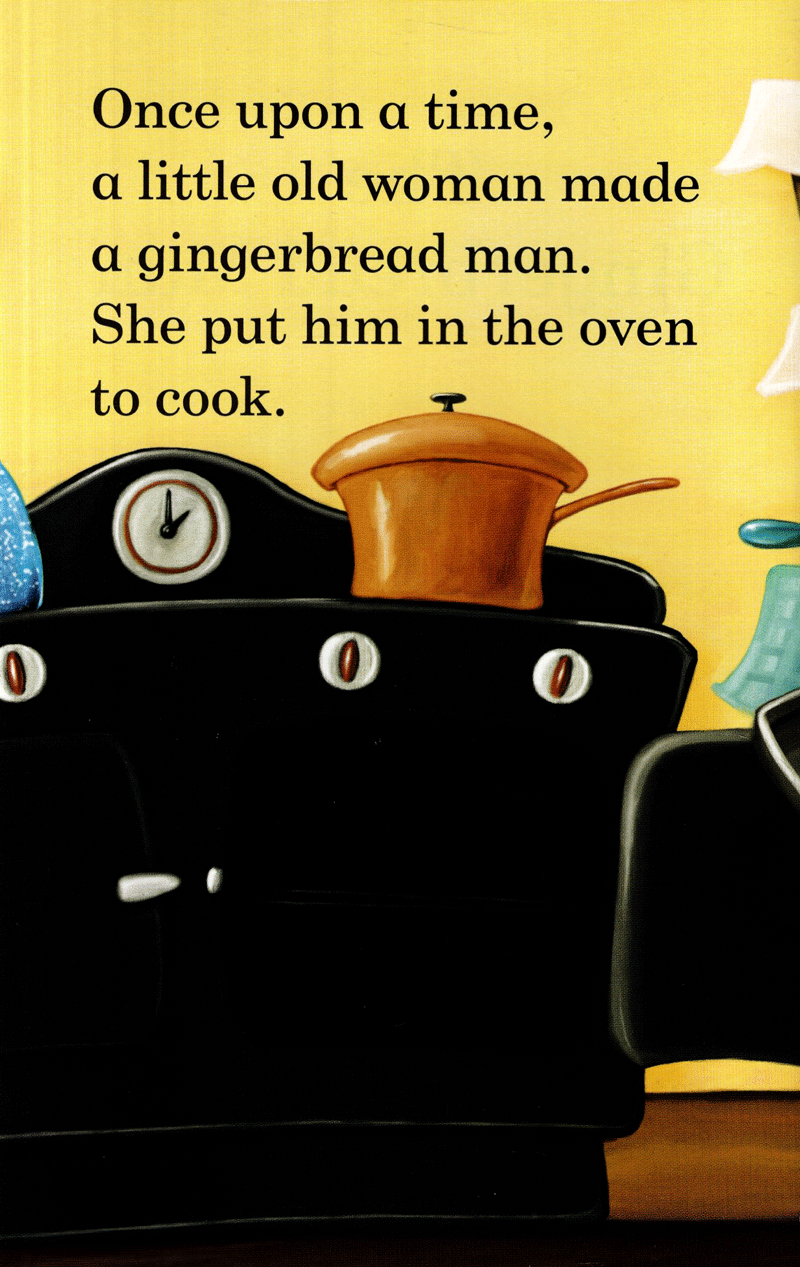 Once upon a time,
a little old woman made
a gingerbread man.
She put him in the oven
to cook.